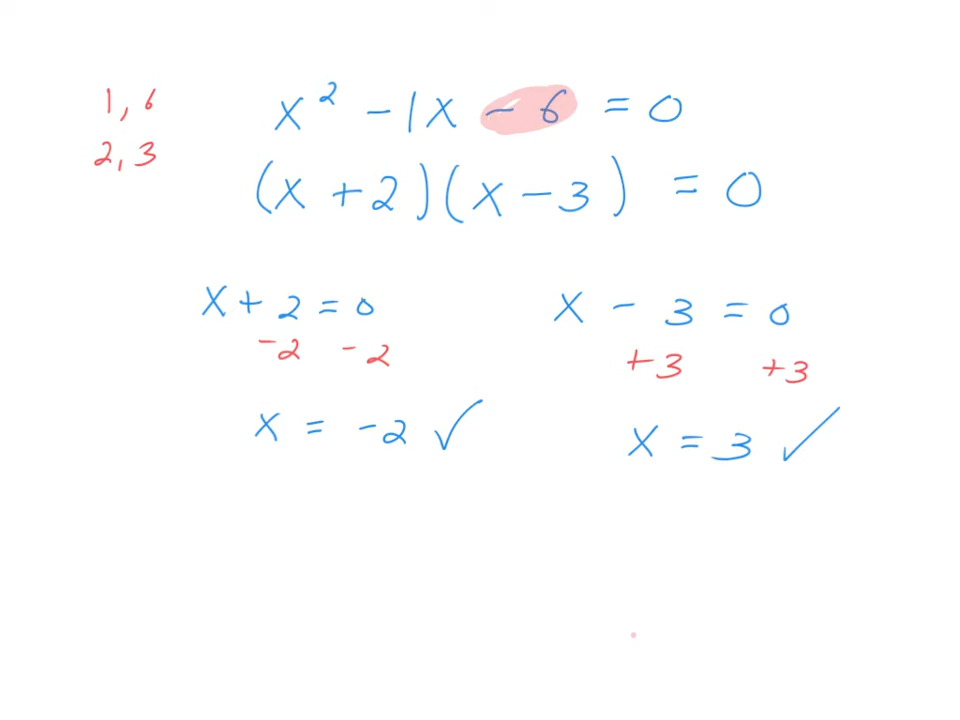 1, 6
2, 3
x² - 1x - 6 = 0
(x + 2)(x - 3) = 0
x + 2 = 0
-2 -2
x = -2 ✓
x - 3 = 0
+3 +3
x = 3 ✓